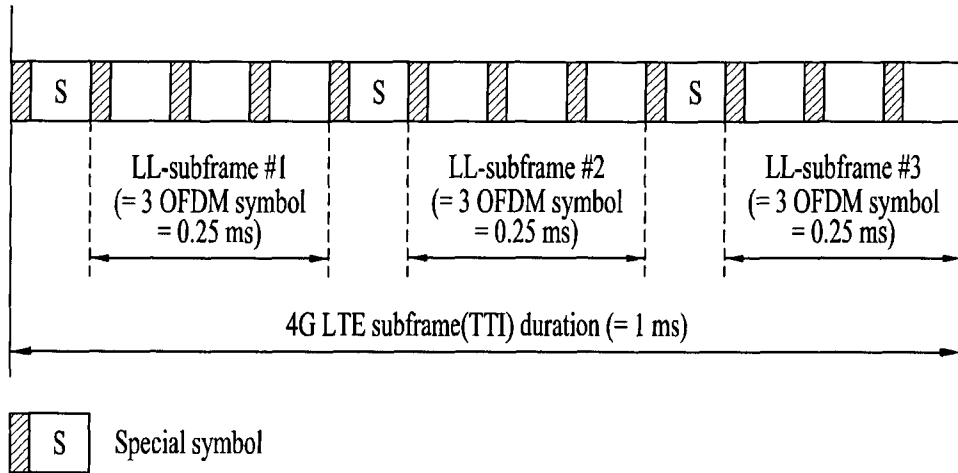 S S S
LL-subframe #1
(= 3 OFDM symbol
= 0.25 ms)
LL-subframe #2
(= 3 OFDM symbol
= 0.25 ms)
LL-subframe #3
(= 3 OFDM symbol
= 0.25 ms)
4G LTE subframe(TTI) duration (= 1 ms)
S Special symbol